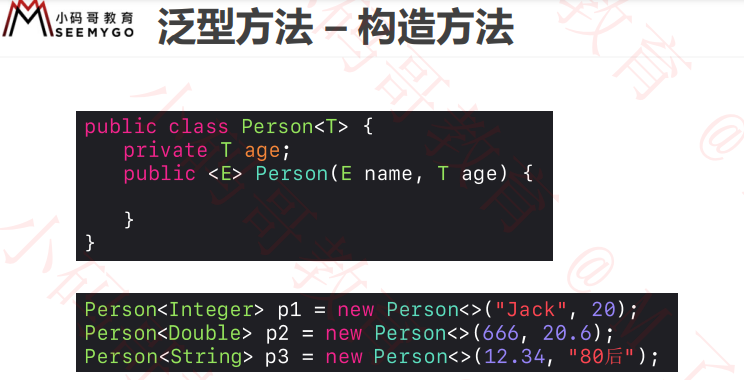 小码哥教育
SEEMYGO
泛型方法 – 构造方法
public class Person<T> {
private T age;
public <E> Person(E name, T age) {
}
}
Person<Integer> p1 = new Person<>("Jack", 20);
Person<Double> p2 = new Person<>(666, 20.6);
Person<String> p3 = new Person<>(12.34, "80后");